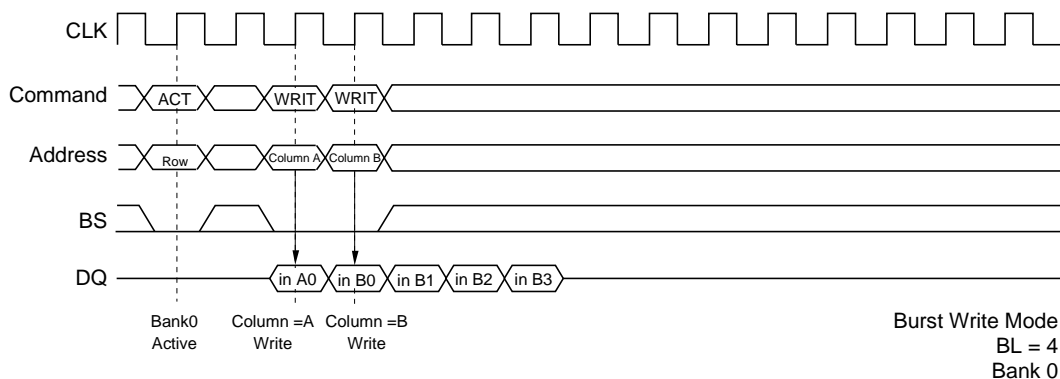 CLK
Command ACT WRIT WRIT
Address Row Column A Column B
BS
DQ in A0 in B0 in B1 in B2 in B3
Bank0 Column =A Column =B
Active Write Write
Burst Write Mode
BL = 4
Bank 0